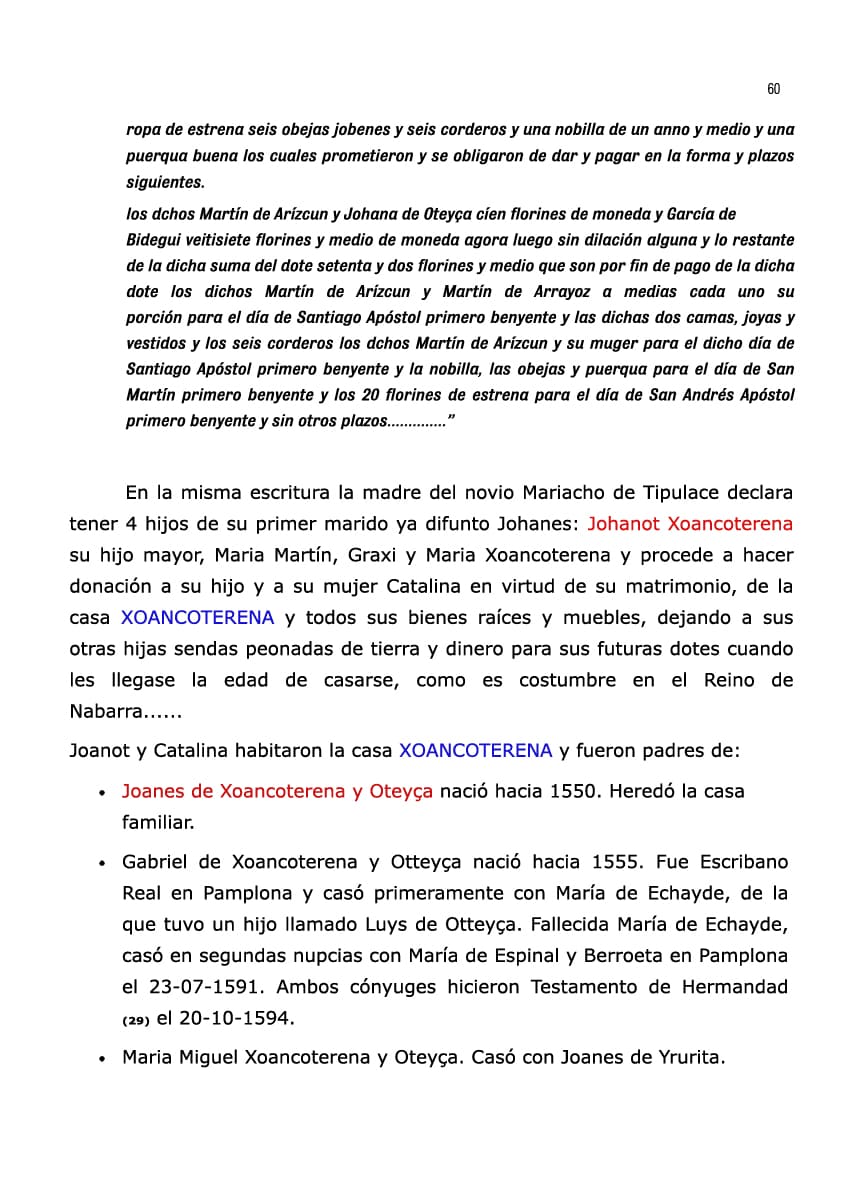 60
ropa de estrena seis obejas jobenes y seis corderos y una nobilla de un anno y medio y una
puerqua buena los cuales prometieron y se obligaron de dar y pagar en la forma y plazos
siguientes.
los dchos Martín de Arízcun y Johana de Oteyça cíen florines de moneda y García de
Bidegui veitisiete florines y medio de moneda agora luego sin dilación alguna y lo restante
de la dicha suma del dote setenta y dos florines y medio que son por fin de pago de la dicha
dote los dichos Martín de Arízcun y Martín de Arrayoz a medias cada uno su
porción para el día de Santiago Apóstol primero benyente y las dichas dos camas, joyas y
vestidos y los seis corderos los dchos Martín de Arízcun y su muger para el dicho día de
Santiago Apóstol primero benyente y la nobilla, las obejas y puerqua para el día de San
Martín primero benyente y los 20 florines de estrena para el día de San Andrés Apóstol
primero benyente y sin otros plazos..............”
En la misma escritura la madre del novio Mariacho de Tipulace declara
tener 4 hijos de su primer marido ya difunto Johanes: Johanot Xoancoterena
su hijo mayor, Maria Martín, Graxi y Maria Xoancoterena y procede a hacer
donación a su hijo y a su mujer Catalina en virtud de su matrimonio, de la
casa XOANCOTERENA y todos sus bienes raíces y muebles, dejando a sus
otras hijas sendas peonadas de tierra y dinero para sus futuras dotes cuando
les llegase la edad de casarse, como es costumbre en el Reino de
Nabarra......
Joanot y Catalina habitaron la casa XOANCOTERENA y fueron padres de:
• Joanes de Xoancoterena y Oteyça nació hacia 1550. Heredó la casa
familiar.
• Gabriel de Xoancoterena y Otteyça nació hacia 1555. Fue Escribano
Real en Pamplona y casó primeramente con María de Echayde, de la
que tuvo un hijo llamado Luys de Otteyça. Fallecida María de Echayde,
casó en segundas nupcias con María de Espinal y Berroeta en Pamplona
el 23-07-1591. Ambos cónyuges hicieron Testamento de Hermandad
(29) el 20-10-1594.
• Maria Miguel Xoancoterena y Oteyça. Casó con Joanes de Yrurita.